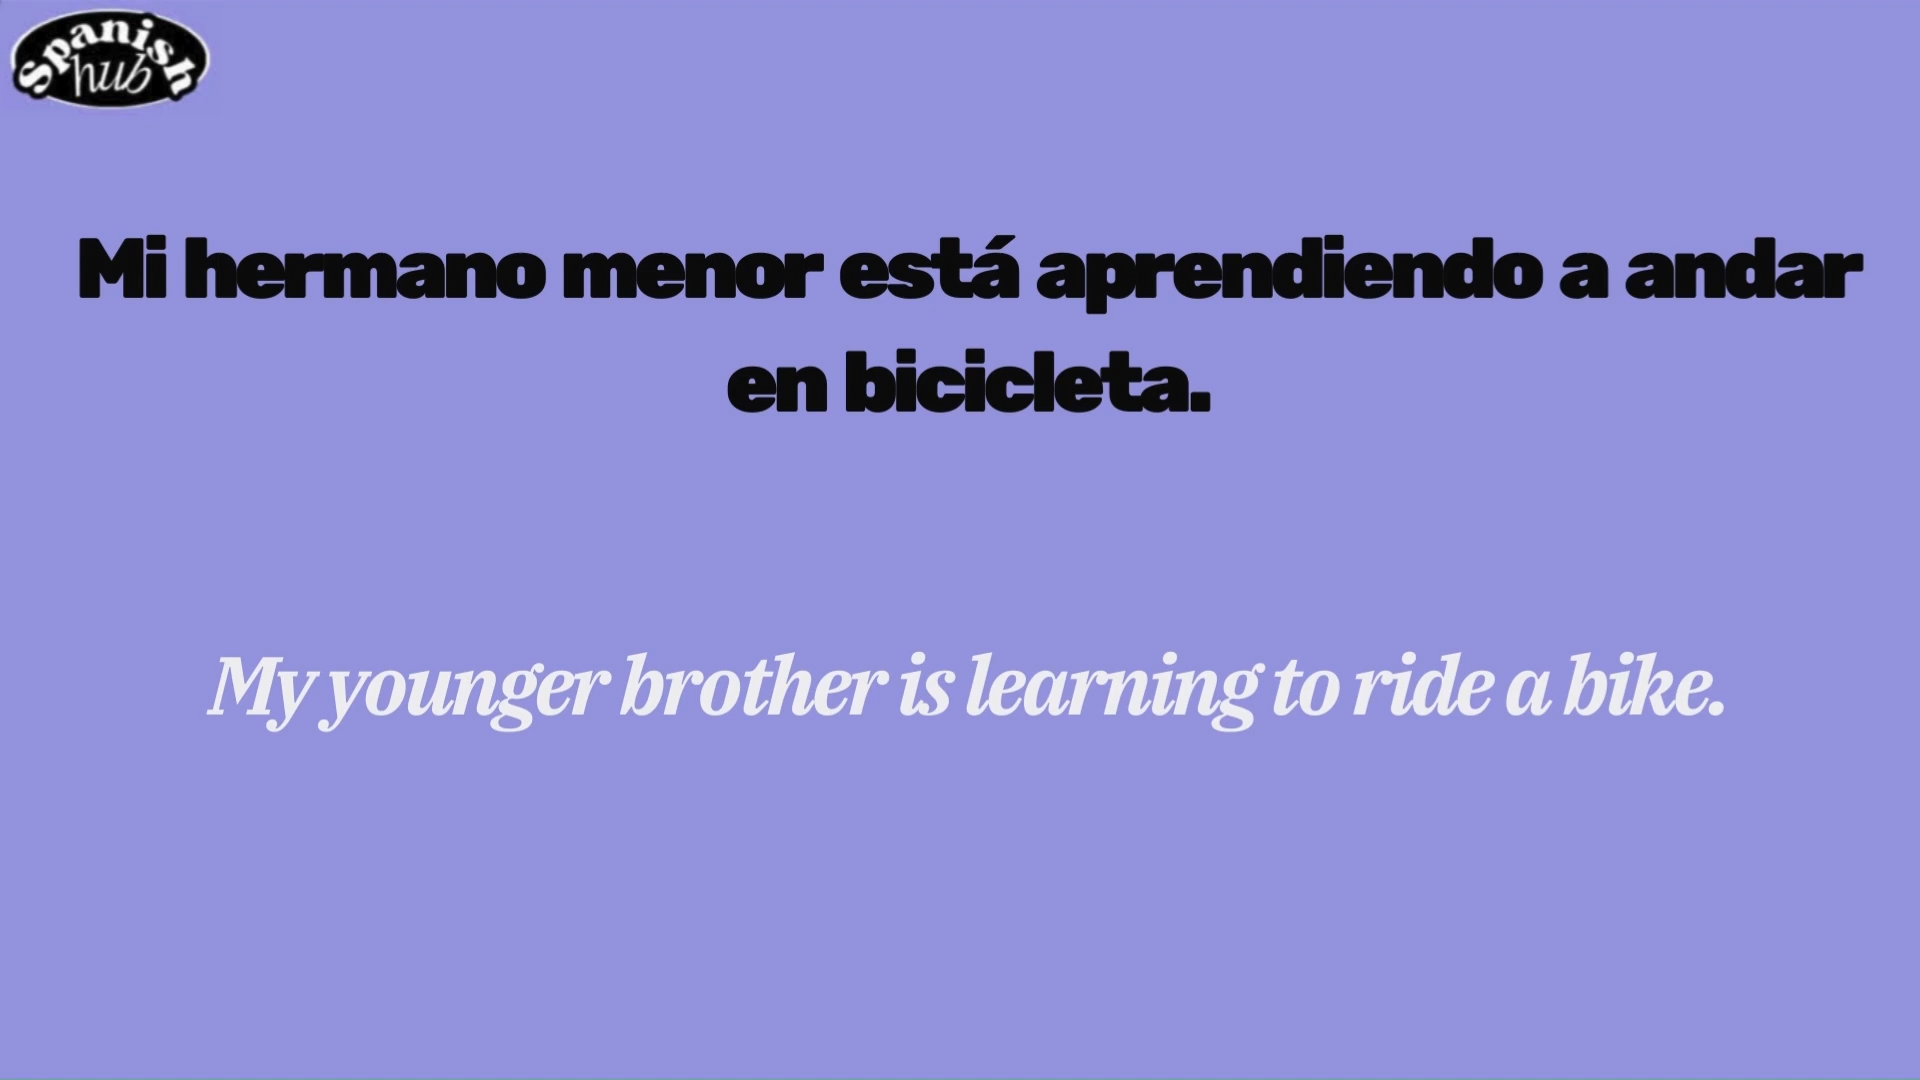 Spanish
hub
Mi hermano menor está aprendiendo a andar
en bicicleta.
My younger brother is learning to ride a bike.